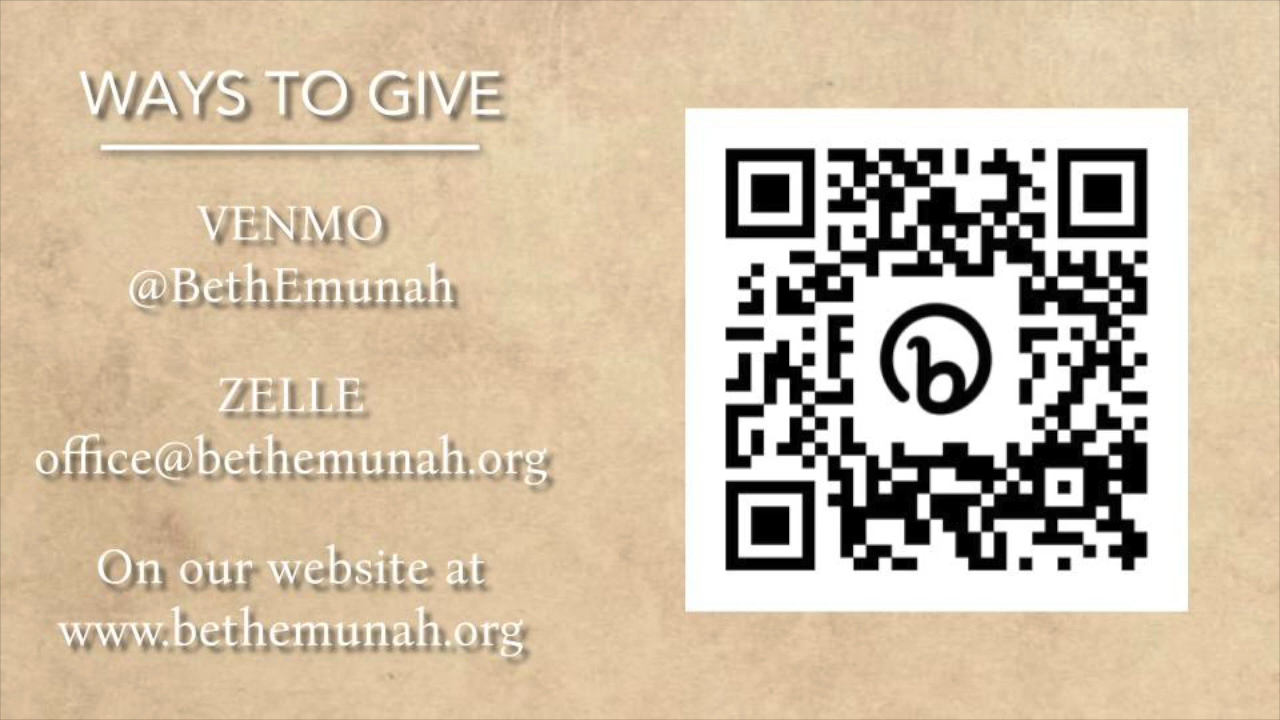 WAYS TO GIVE
VENMO
@BethEmunah
ZELLE
office@bethemunah.org
On our website at
www.bethemunah.org
b